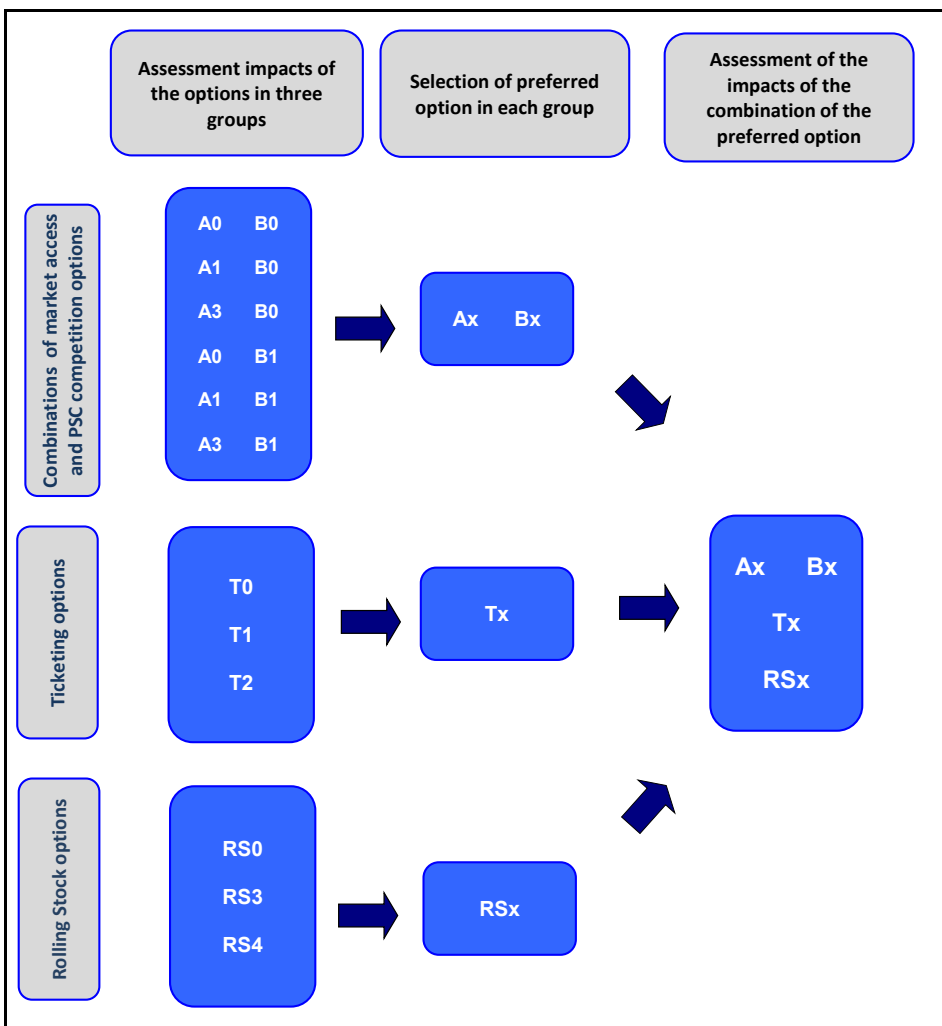 Assessment impacts of
the options in three
groups
Selection of preferred
option in each group
Assessment of the
impacts of the
combination of the
preferred option
Combinations of market access
and PSC competition options
A0 B0
A1 B0
A3 B0
A0 B1
A1 B1
A3 B1
Ax Bx
Ticketing options
T0
T1
T2
Tx
Ax Bx
Tx
RSx
Rolling Stock options
RS0
RS3
RS4
RSx